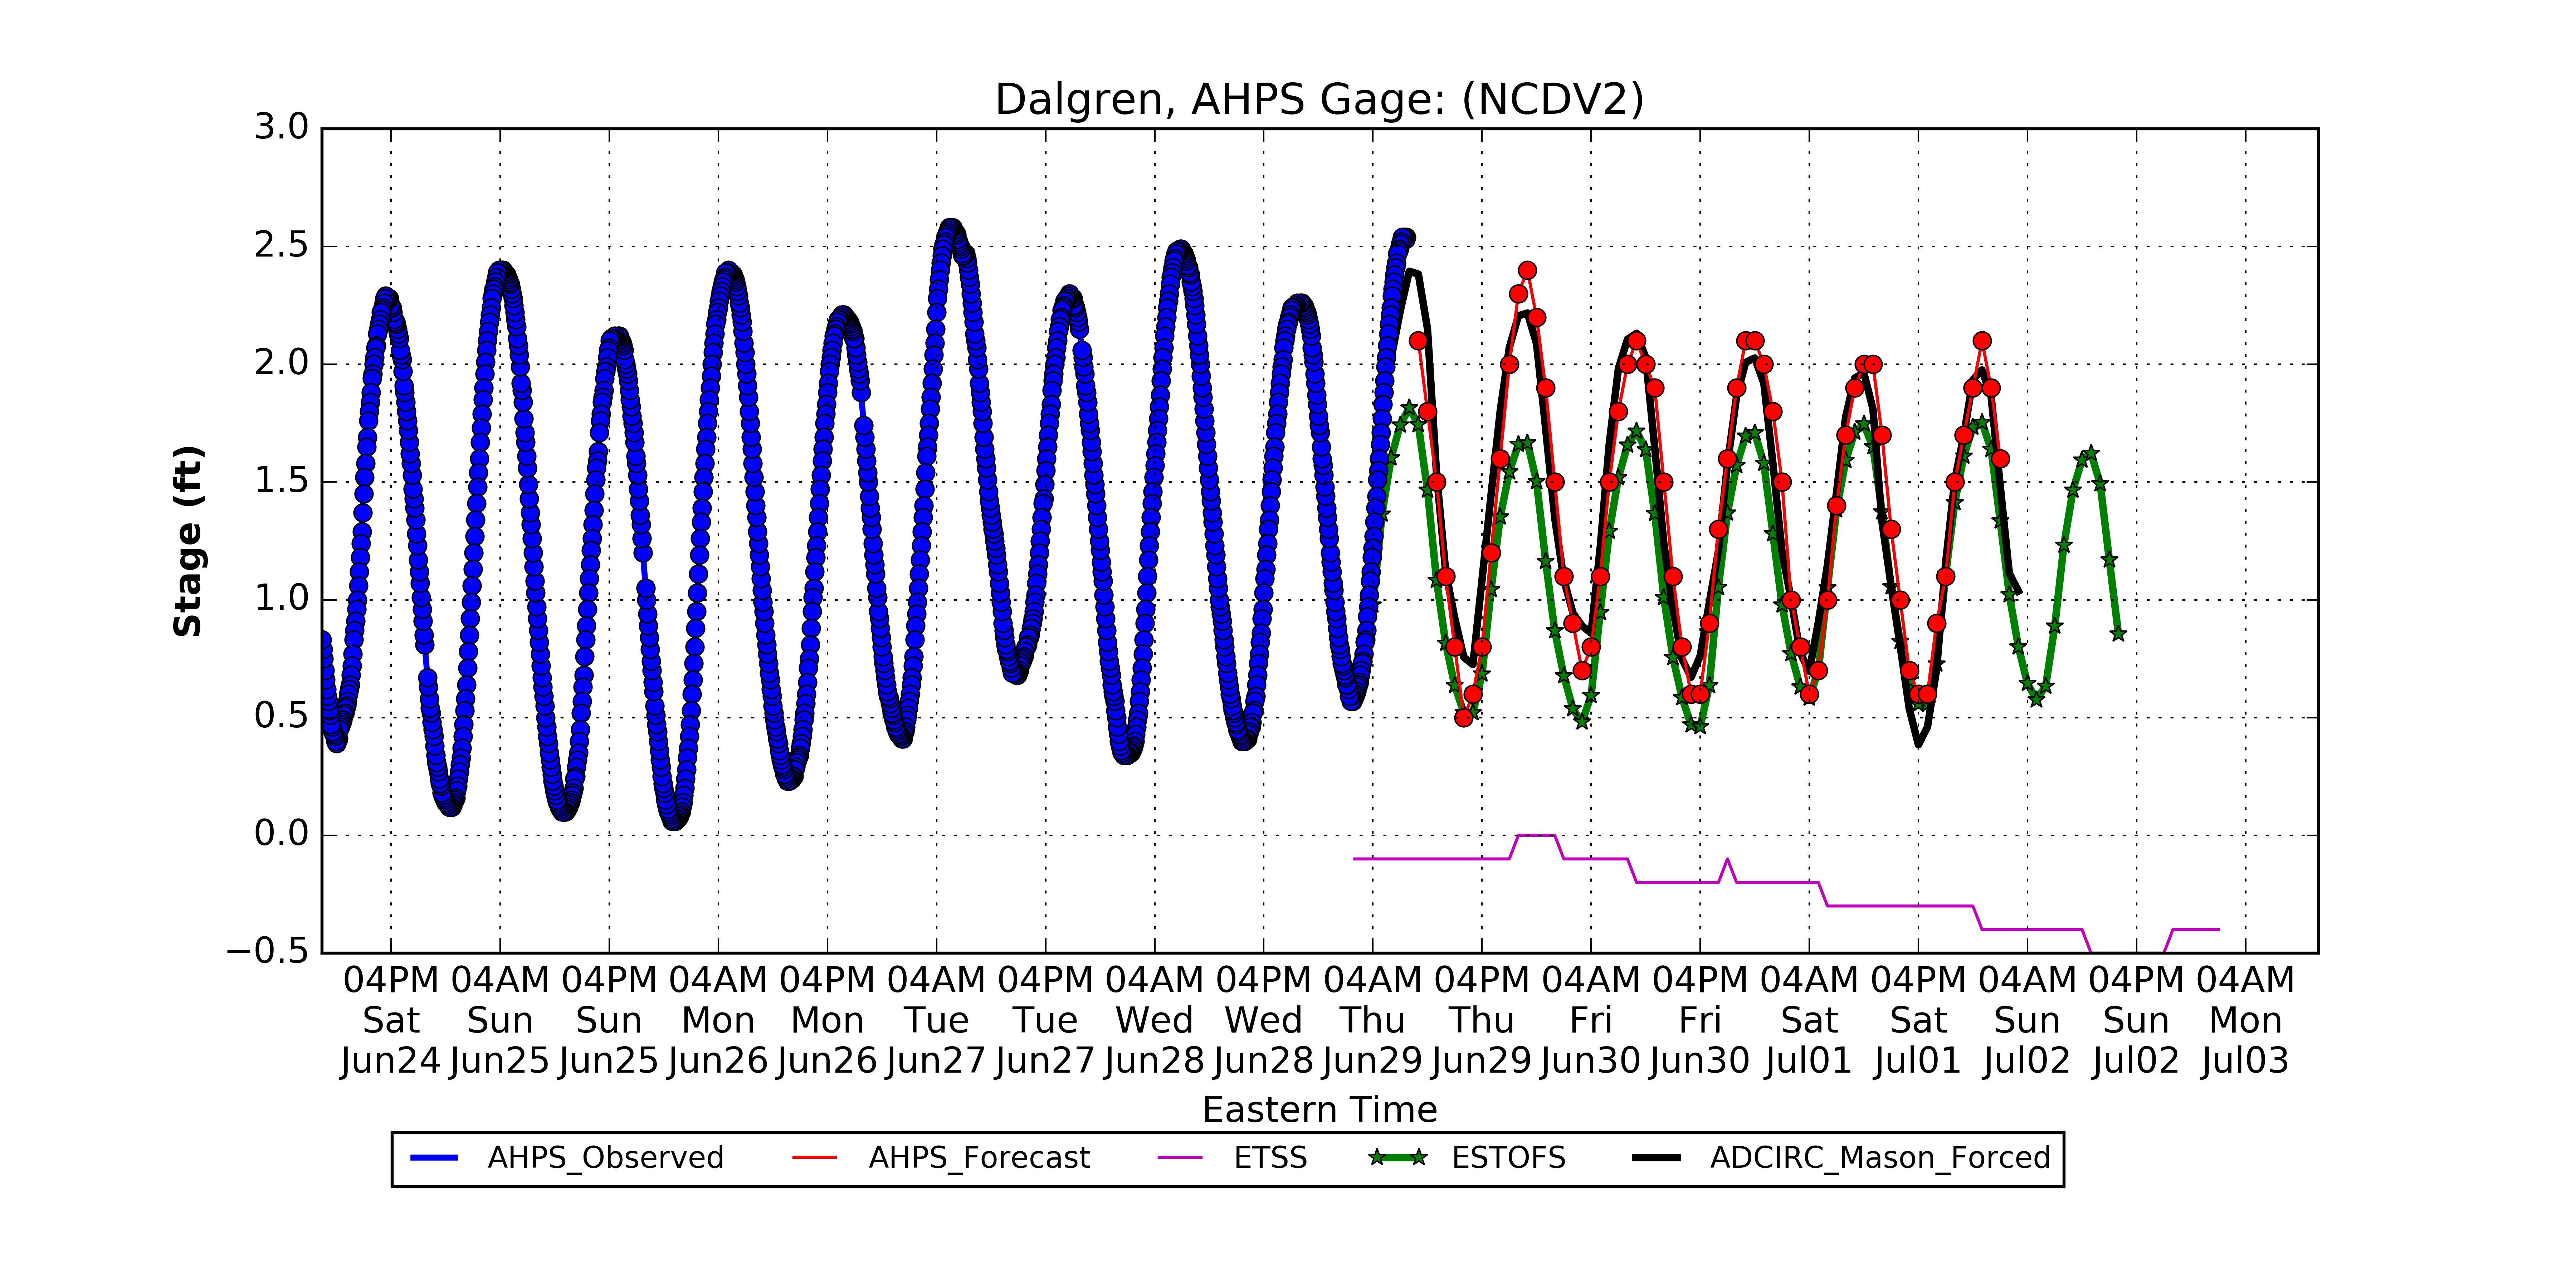 Dalgren, AHPS Gage: (NCDV2)
3.0
2.5
2.0
1.5
1.0
0.5
0.0
−0.5
Stage (ft)
04PM 04AM 04PM 04AM 04PM 04AM 04PM 04AM 04PM 04AM 04PM 04AM 04PM 04AM 04PM 04AM 04PM 04AM
Sat Sun Sun Mon Mon Tue Tue Wed Wed Thu Thu Fri Fri Sat Sat Sun Sun Mon
Jun24 Jun25 Jun25 Jun26 Jun26 Jun27 Jun27 Jun28 Jun28 Jun29 Jun29 Jun30 Jun30 Jul01 Jul01 Jul02 Jul02 Jul03
Eastern Time
AHPS_Observed AHPS_Forecast ETSS ESTOFS ADCIRC_Mason_Forced